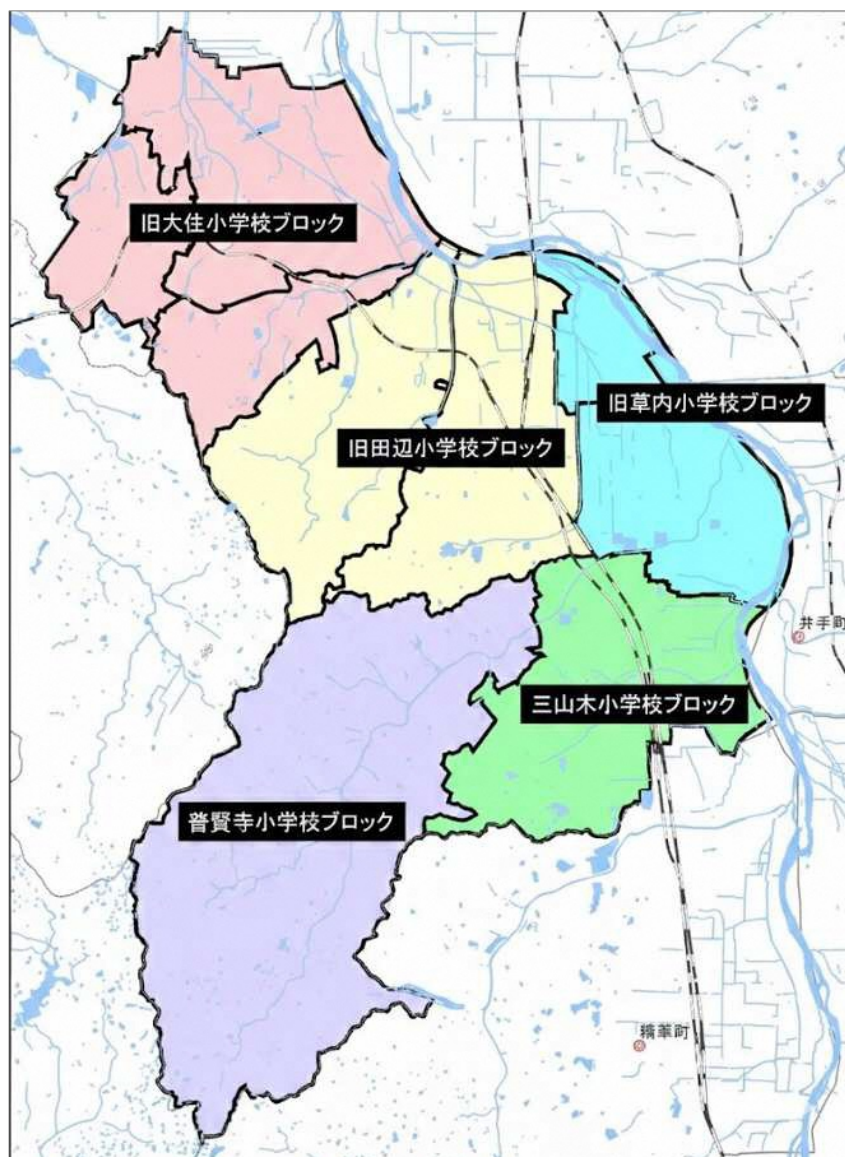 旧大住小学校ブロック
旧草内小学校ブロック
旧田辺小学校ブロック
井手町
三山木小学校ブロック
普賢寺小学校ブロック
精華町